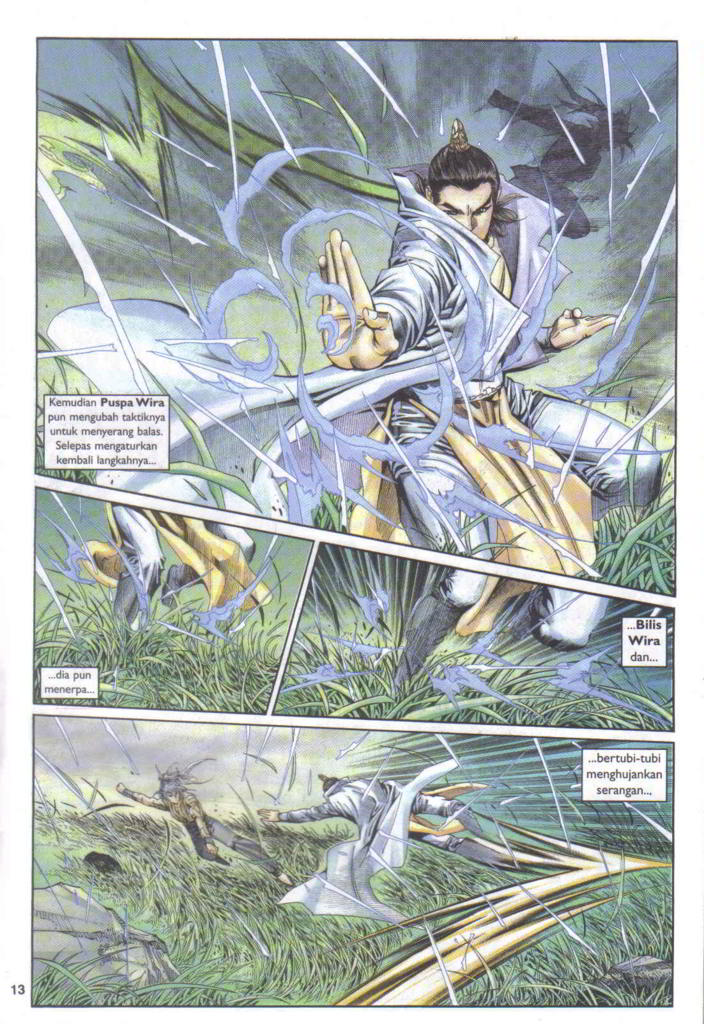 Kemudian Puspa Wira
pun mengubah taktiknya
untuk menyerang balas.
Selepas mengaturkan
kembali langkahnya...
...dia pun
menerpa...
...Bilis
Wira
dan...
...bertubi-tubi
menghujankan
serangan...
13